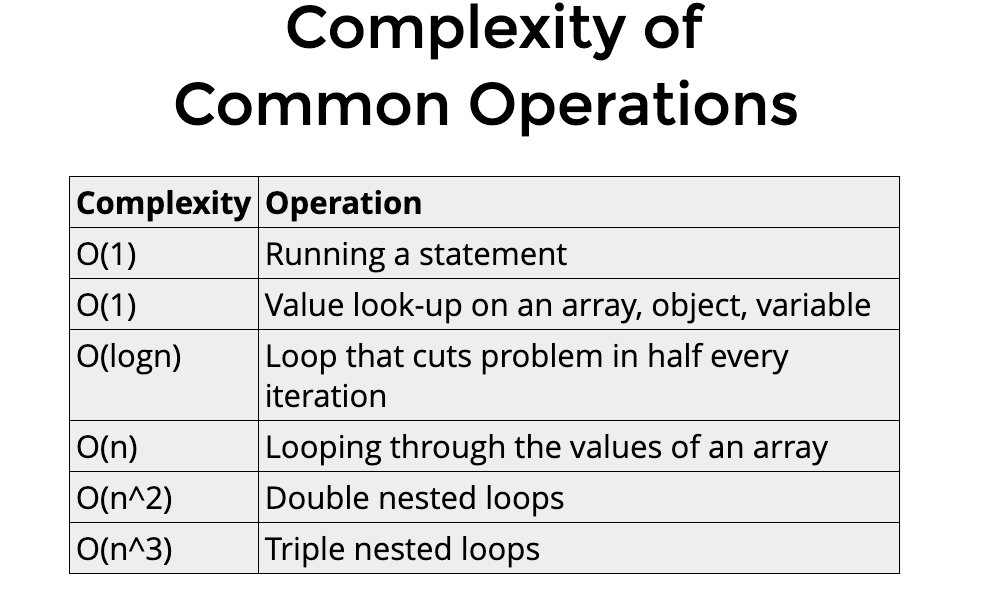 Complexity of
Common Operations
Complexity Operation
O(1) Running a statement
O(1) Value look-up on an array, object, variable
O(logn) Loop that cuts problem in half every
iteration
O(n) Looping through the values of an array
O(n^2) Double nested loops
O(n^3) Triple nested loops